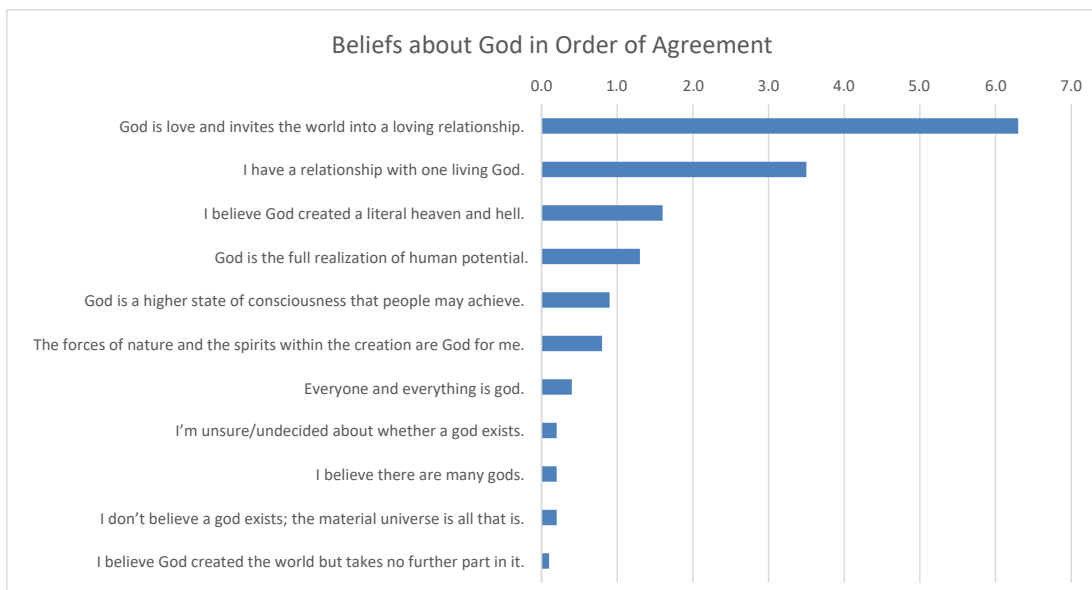 Beliefs about God in Order of Agreement
0.0 1.0 2.0 3.0 4.0 5.0 6.0 7.0
God is love and invites the world into a loving relationship.
I have a relationship with one living God.
I believe God created a literal heaven and hell.
God is the full realization of human potential.
God is a higher state of consciousness that people may achieve.
The forces of nature and the spirits within the creation are God for me.
Everyone and everything is god.
I’m unsure/undecided about whether a god exists.
I believe there are many gods.
I don’t believe a god exists; the material universe is all that is.
I believe God created the world but takes no further part in it.